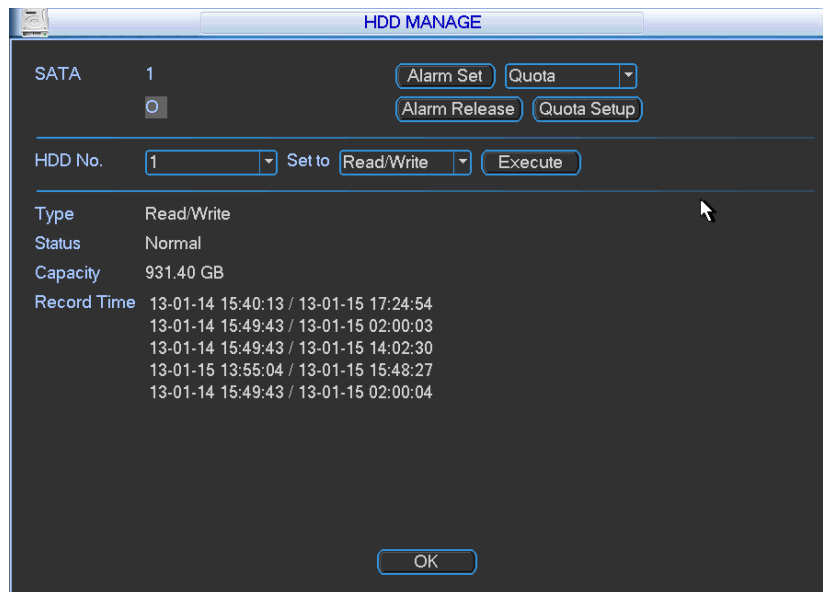 HDD MANAGE
SATA 1 Alarm Set Quota
O Alarm Release Quota Setup
HDD No. 1 Set to Read/Write Execute
Type Read/Write
Status Normal
Capacity 931.40 GB
Record Time 13-01-14 15:40:13 / 13-01-15 17:24:54
13-01-14 15:49:43 / 13-01-15 02:00:03
13-01-14 15:49:43 / 13-01-15 14:02:30
13-01-15 13:55:04 / 13-01-15 15:48:27
13-01-14 15:49:43 / 13-01-15 02:00:04
OK